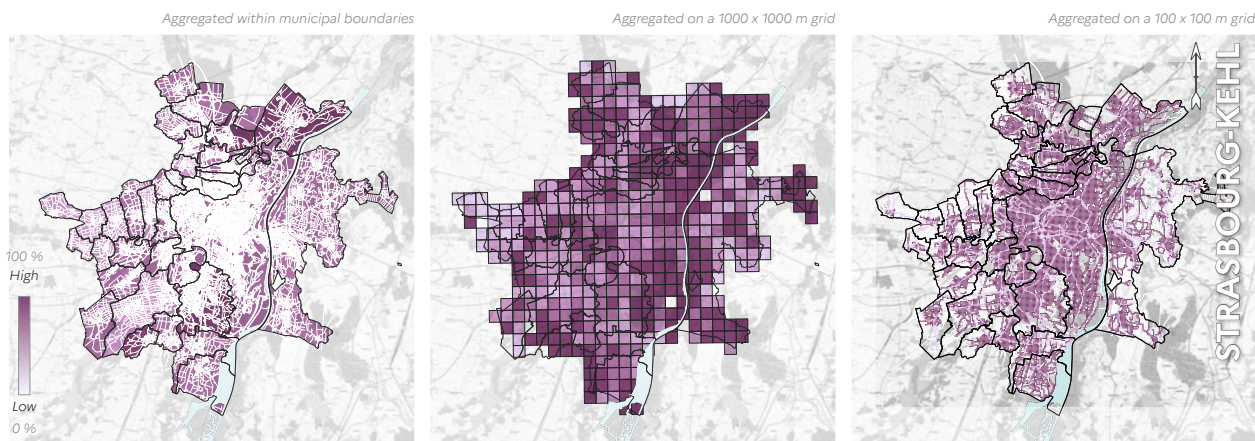 Aggregated within municipal boundaries
Aggregated on a 1000 x 1000 m grid
Aggregated on a 100 x 100 m grid
100 %
High
Low
0 %
STRASBOURG-KEHL